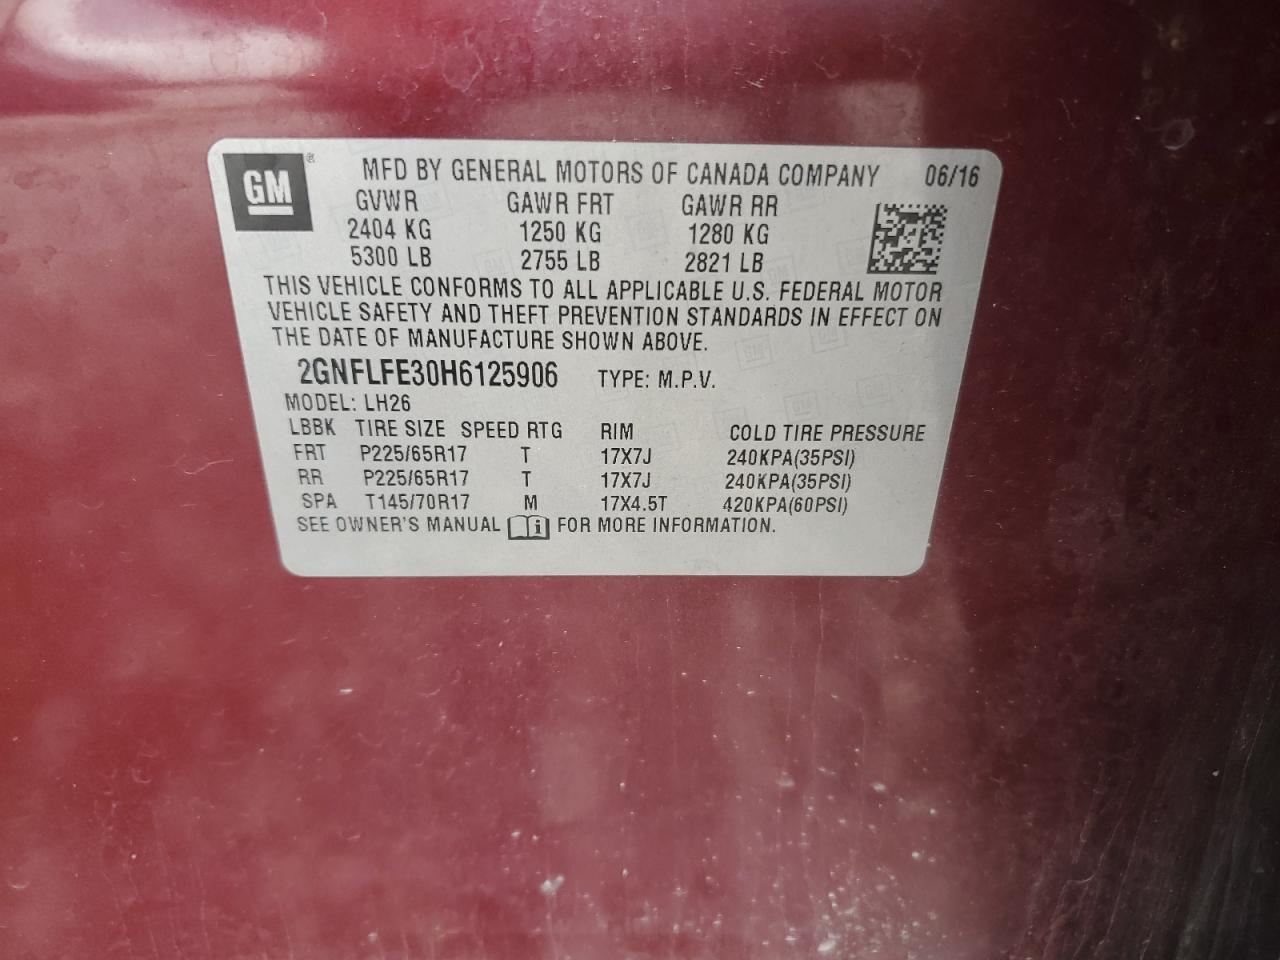 GM® MFD BY GENERAL MOTORS OF CANADA COMPANY 06/16
GVWR GAWR FRT GAWR RR
2404 KG 1250 KG 1280 KG
5300 LB 2755 LB 2821 LB
THIS VEHICLE CONFORMS TO ALL APPLICABLE U.S. FEDERAL MOTOR
VEHICLE SAFETY AND THEFT PREVENTION STANDARDS IN EFFECT ON
THE DATE OF MANUFACTURE SHOWN ABOVE.
2GNFLFE30H6125906 TYPE: M.P.V.
MODEL: LH26
LBBK TIRE SIZE SPEED RTG RIM COLD TIRE PRESSURE
FRT P225/65R17 T 17X7J 240KPA(35PSI)
RR P225/65R17 T 17X7J 240KPA(35PSI)
SPA T145/70R17 M 17X4.5T 420KPA(60PSI)
SEE OWNER'S MANUAL i FOR MORE INFORMATION.